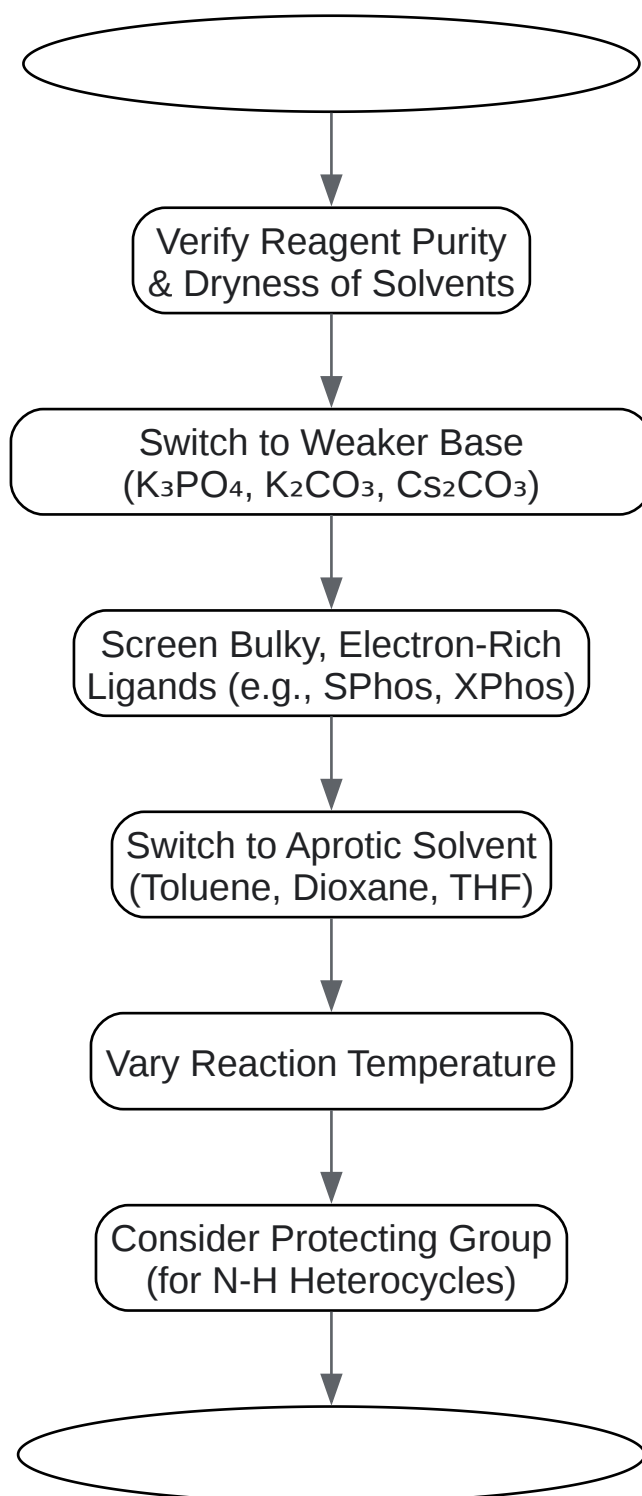 Verify Reagent Purity
& Dryness of Solvents
Switch to Weaker Base
(K₃PO₄, K₂CO₃, Cs₂CO₃)
Screen Bulky, Electron-Rich
Ligands (e.g., SPhos, XPhos)
Switch to Aprotic Solvent
(Toluene, Dioxane, THF)
Vary Reaction Temperature
Consider Protecting Group
(for N-H Heterocycles)